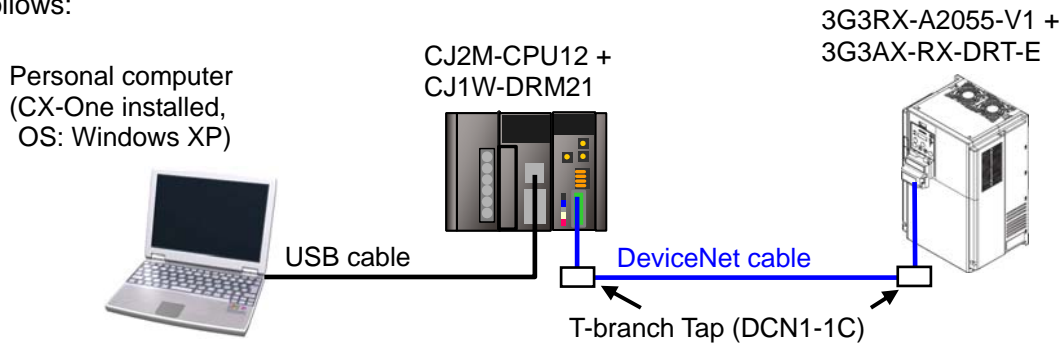 ollows:
3G3RX-A2055-V1 +
3G3AX-RX-DRT-E
CJ2M-CPU12 +
CJ1W-DRM21
Personal computer
(CX-One installed,
OS: Windows XP)
USB cable
DeviceNet cable
T-branch Tap (DCN1-1C)